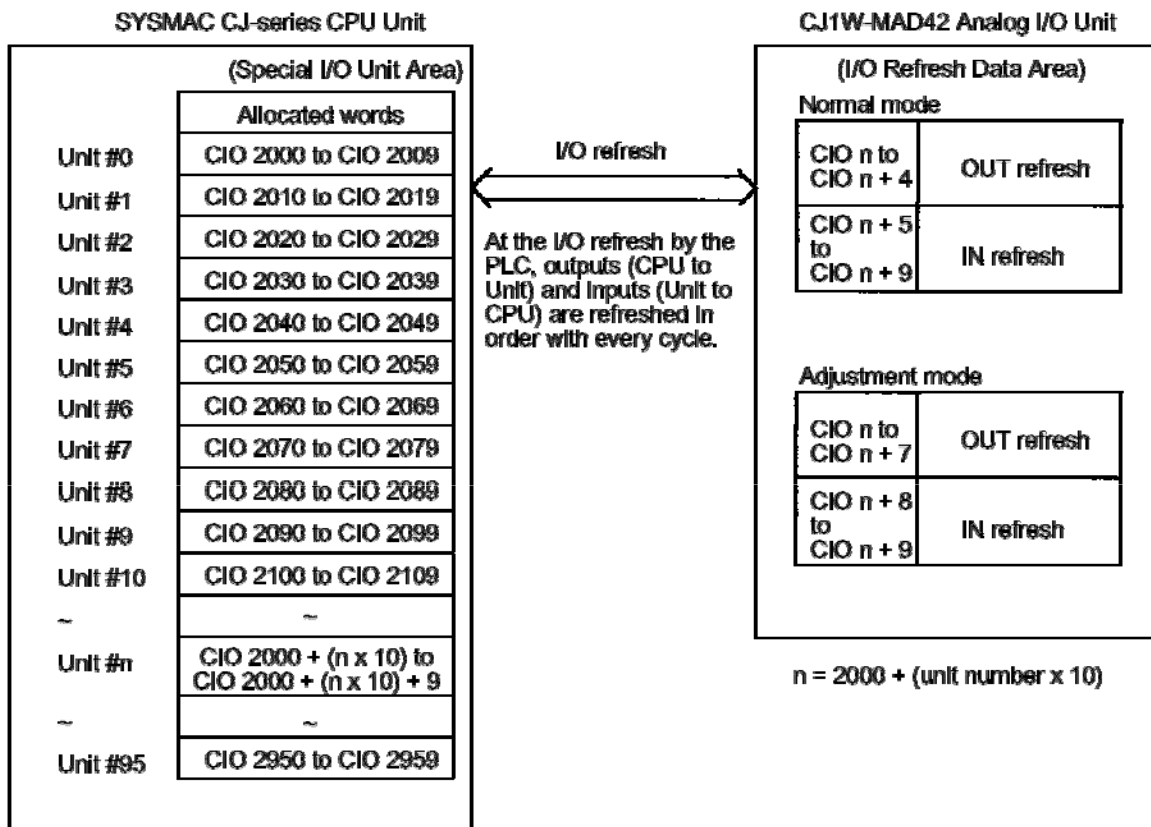 SYSMAC CJ-series CPU Unit
(Special I/O Unit Area)
Allocated words
Unit #0 CIO 2000 to CIO 2009
Unit #1 CIO 2010 to CIO 2019
Unit #2 CIO 2020 to CIO 2029
Unit #3 CIO 2030 to CIO 2039
Unit #4 CIO 2040 to CIO 2049
Unit #5 CIO 2050 to CIO 2059
Unit #6 CIO 2060 to CIO 2069
Unit #7 CIO 2070 to CIO 2079
Unit #8 CIO 2080 to CIO 2089
Unit #9 CIO 2090 to CIO 2099
Unit #10 CIO 2100 to CIO 2109
~ ~
Unit #n CIO 2000 + (n x 10) to
CIO 2000 + (n x 10) + 9
~ ~
Unit #95 CIO 2950 to CIO 2959
I/O refresh
At the I/O refresh by the
PLC, outputs (CPU to
Unit) and inputs (Unit to
CPU) are refreshed in
order with every cycle.
CJ1W-MAD42 Analog I/O Unit
(I/O Refresh Data Area)
Normal mode
CIO n to
CIO n + 4
OUT refresh
CIO n + 5
to
CIO n + 9
IN refresh
Adjustment mode
CIO n to
CIO n + 7
OUT refresh
CIO n + 8
to
CIO n + 9
IN refresh
n = 2000 + (unit number x 10)